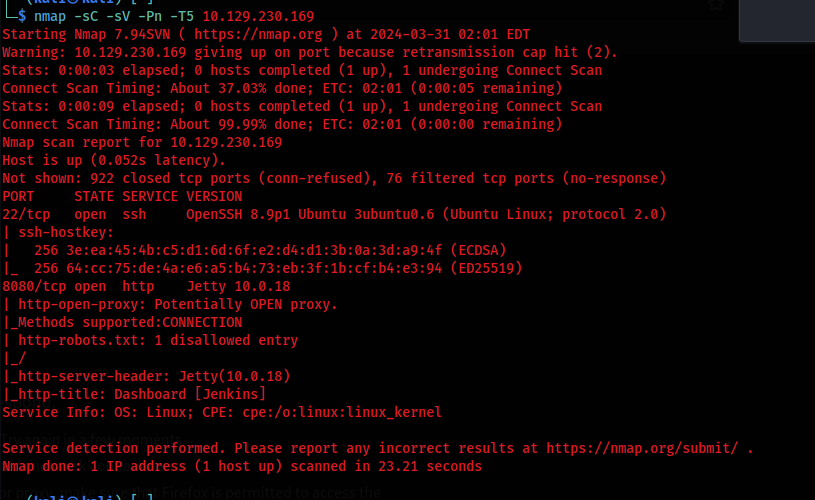 $ nmap -sC -sV -Pn -T5 10.129.230.169
Starting Nmap 7.94SVN ( https://nmap.org ) at 2024-03-31 02:01 EDT
Warning: 10.129.230.169 giving up on port because retransmission cap hit (2).
Stats: 0:00:03 elapsed; 0 hosts completed (1 up), 1 undergoing Connect Scan
Connect Scan Timing: About 37.03% done; ETC: 02:01 (0:00:05 remaining)
Stats: 0:00:09 elapsed; 0 hosts completed (1 up), 1 undergoing Connect Scan
Connect Scan Timing: About 99.99% done; ETC: 02:01 (0:00:00 remaining)
Nmap scan report for 10.129.230.169
Host is up (0.052s latency).
Not shown: 922 closed tcp ports (conn-refused), 76 filtered tcp ports (no-response)
PORT     STATE SERVICE VERSION
22/tcp   open  ssh     OpenSSH 8.9p1 Ubuntu 3ubuntu0.6 (Ubuntu Linux; protocol 2.0)
| ssh-hostkey:
|   256 3e:ea:45:4b:c5:d1:6d:6f:e2:d4:d1:3b:0a:3d:a9:4f (ECDSA)
|_  256 64:cc:75:de:4a:e6:a5:b4:73:eb:3f:1b:cf:b4:e3:94 (ED25519)
8080/tcp open  http    Jetty 10.0.18
| http-open-proxy: Potentially OPEN proxy.
|_Methods supported:CONNECTION
| http-robots.txt: 1 disallowed entry
|_/
|_http-server-header: Jetty(10.0.18)
|_http-title: Dashboard [Jenkins]
Service Info: OS: Linux; CPE: cpe:/o:linux:linux_kernel
Service detection performed. Please report any incorrect results at https://nmap.org/submit/ .
Nmap done: 1 IP address (1 host up) scanned in 23.21 seconds
that Firefox is permitted to access the